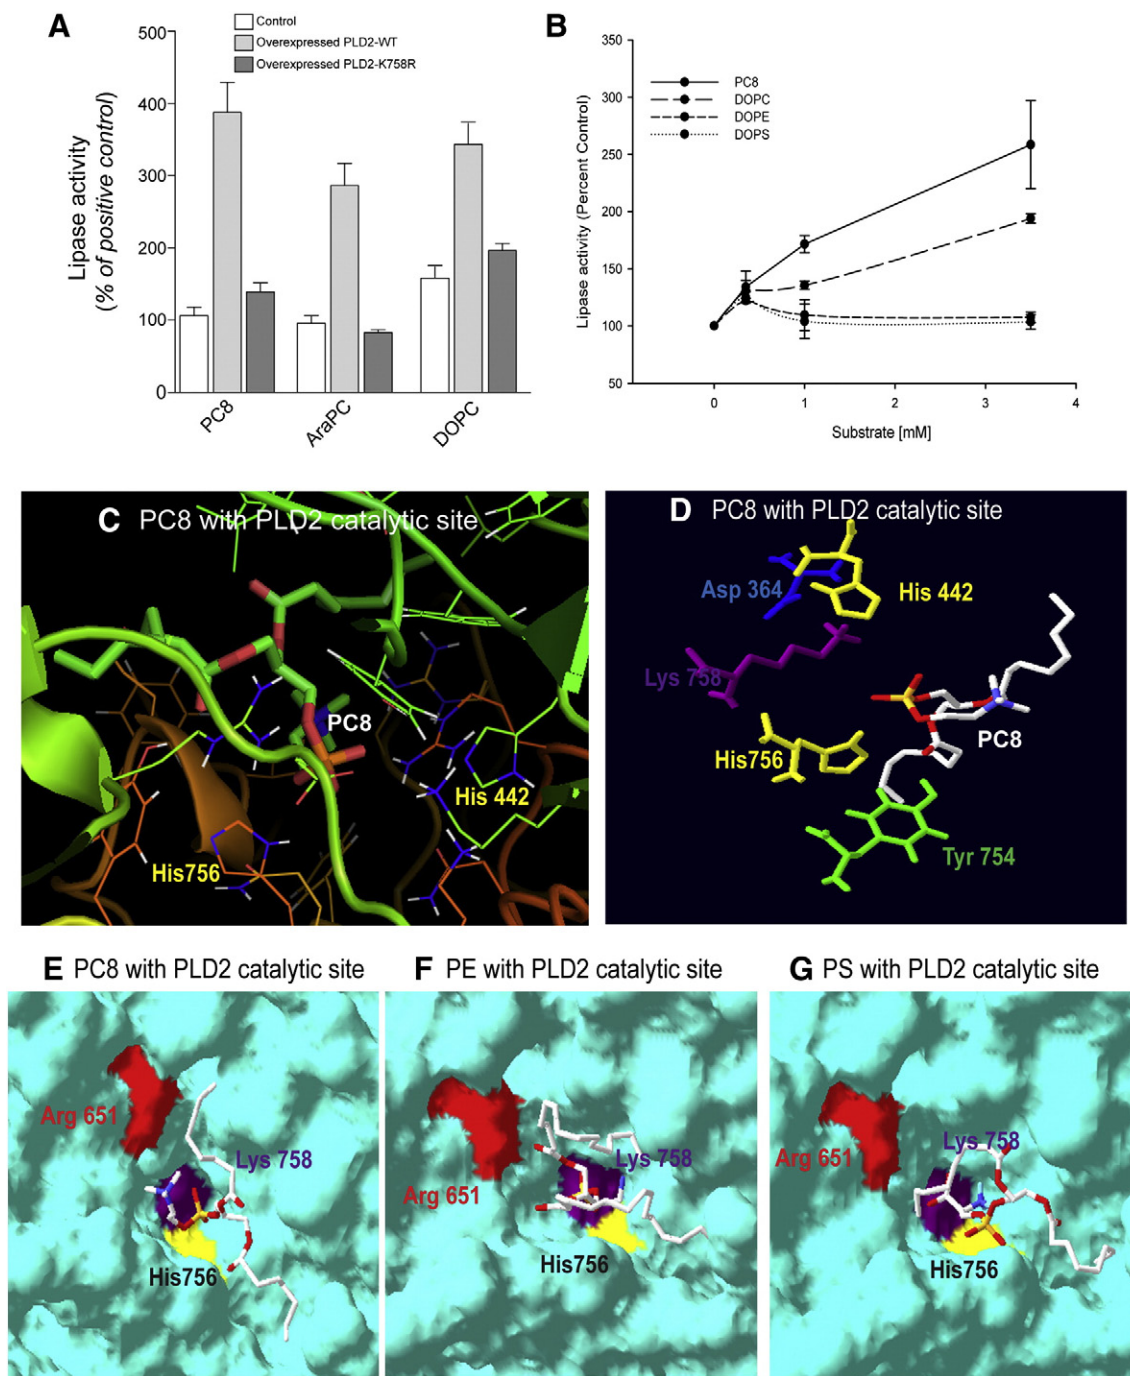 A
Control
Overexpressed PLD2-WT
Overexpressed PLD2-K758R
Lipase activity
(% of positive control)
500
400
300
200
100
0
PC8
AraPC
DOPC
B
PC8
DOPC
DOPE
DOPS
Lipase activity (Percent Control)
350
300
250
200
150
100
50
0
1
2
3
4
Substrate [mM]
C PC8 with PLD2 catalytic site
PC8
His 442
His756
D PC8 with PLD2 catalytic site
Asp 364
His 442
Lys 758
His756
PC8
Tyr 754
E PC8 with PLD2 catalytic site
Arg 651
Lys 758
His756
F PE with PLD2 catalytic site
Arg 651
Lys 758
His756
G PS with PLD2 catalytic site
Arg 651
Lys 758
His756